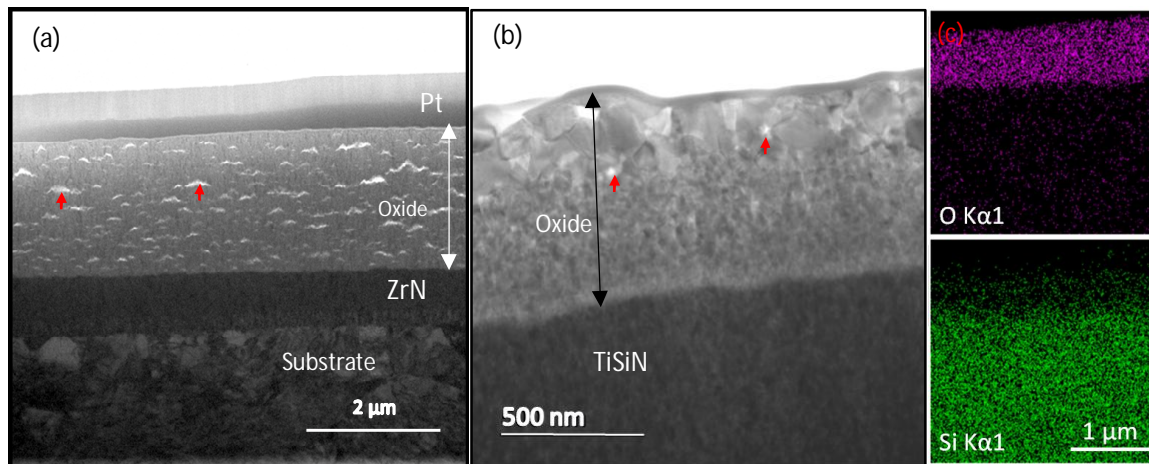 (a)
Pt
Oxide
ZrN
Substrate
2 µm
(b)
Oxide
TiSiN
500 nm
(c)
O Kα1
Si Kα1
1 µm